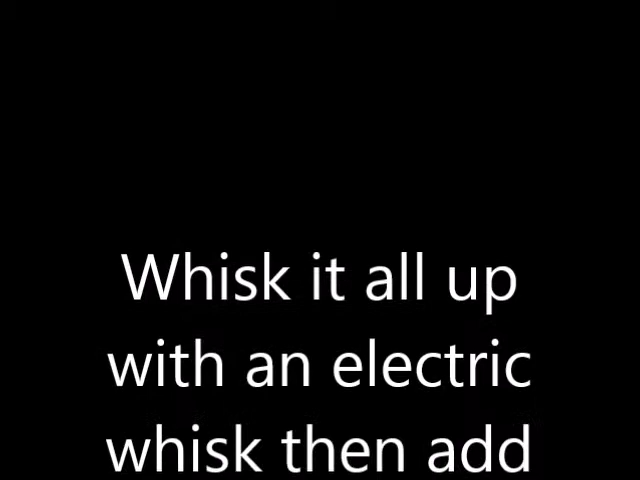 Whisk it all up
with an electric
whisk then add